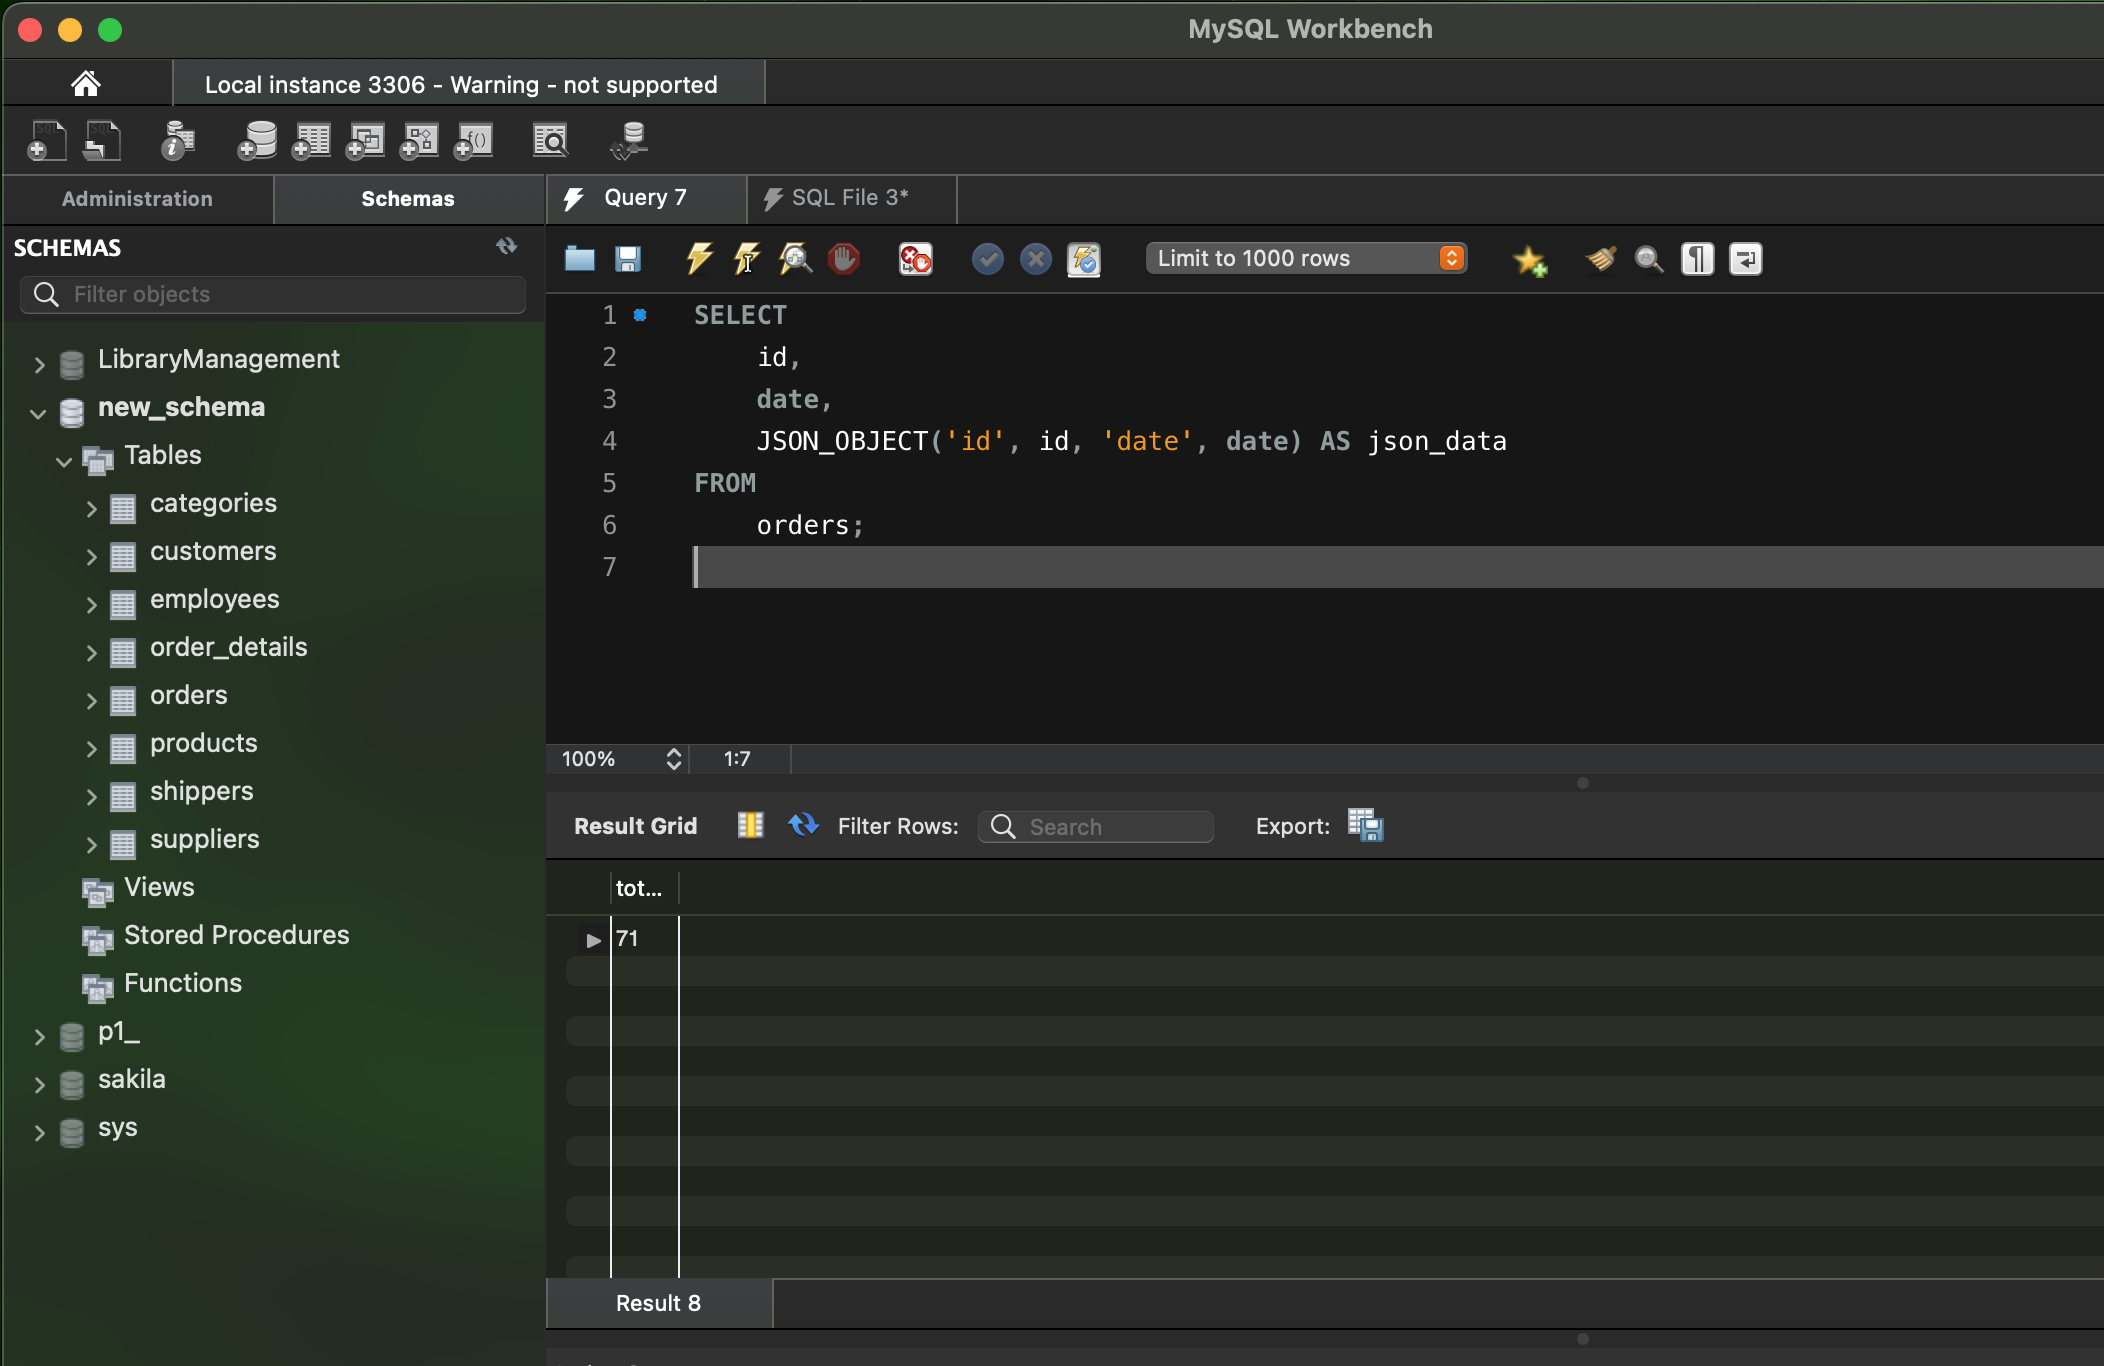 MySQL Workbench
Local instance 3306 - Warning - not supported
Administration
Schemas
Query 7
SQL File 3*
SCHEMAS
Filter objects
LibraryManagement
new_schema
Tables
categories
customers
employees
order_details
orders
products
shippers
suppliers
Views
Stored Procedures
Functions
p1_
sakila
sys
Limit to 1000 rows
1 SELECT
2 id,
3 date,
4 JSON_OBJECT('id', id, 'date', date) AS json_data
5 FROM
6 orders;
7
100% 1:7
Result Grid Filter Rows: Search Export:
tot...
71
Result 8